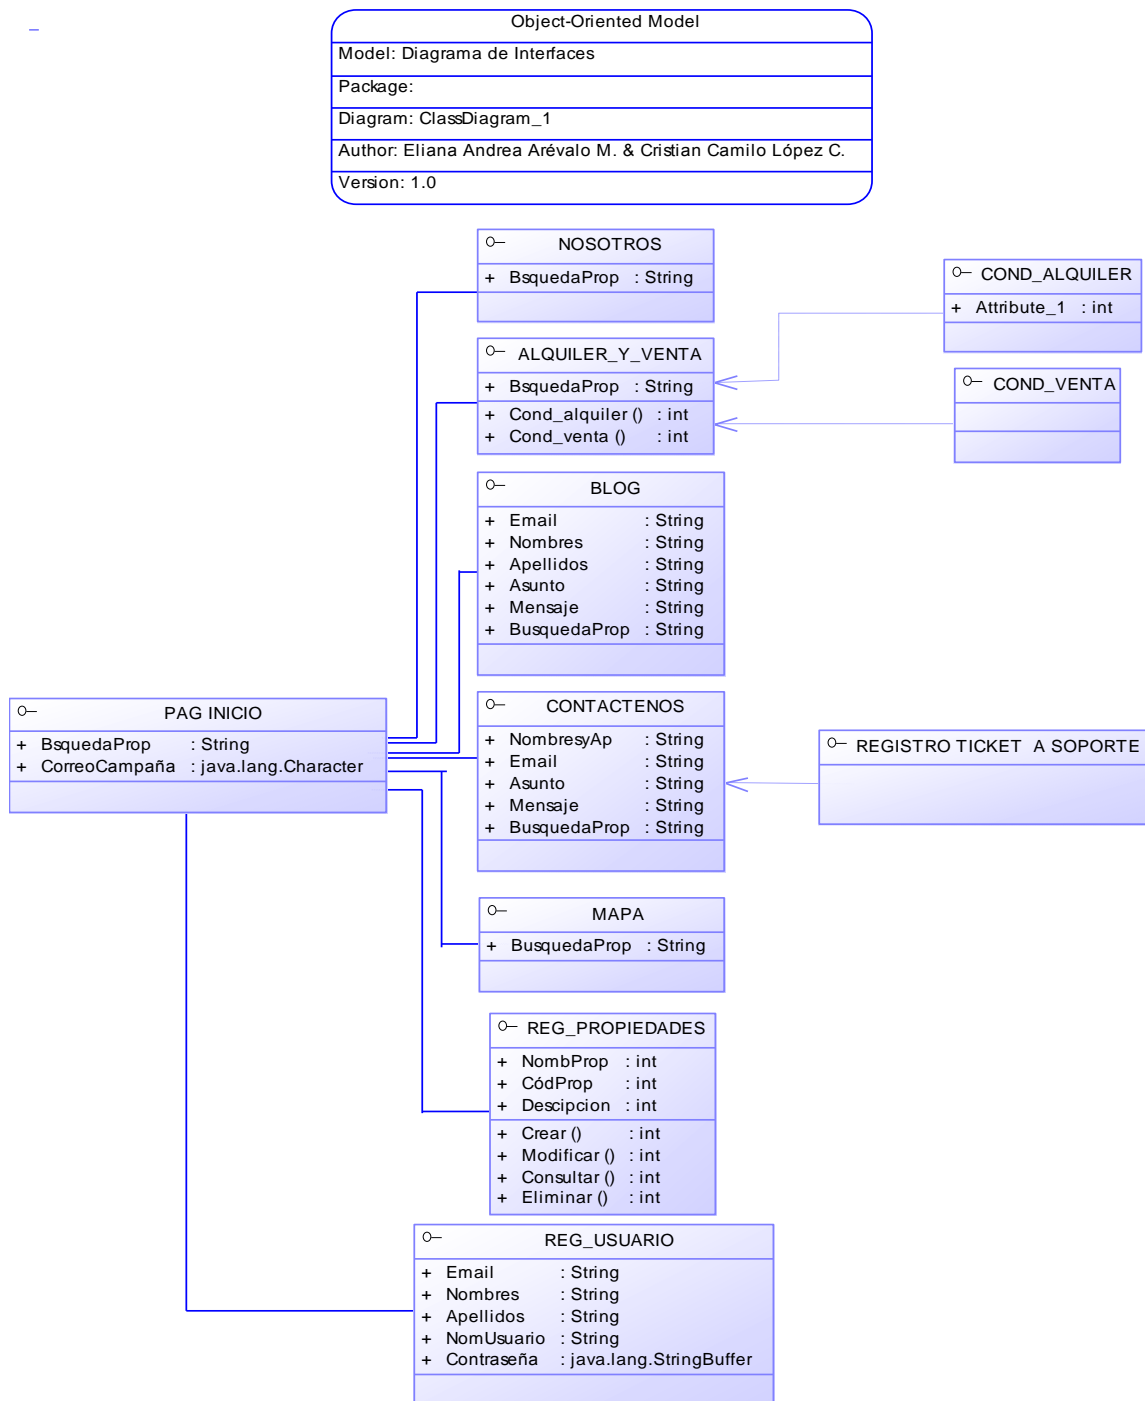 Object-Oriented Model
Model: Diagrama de Interfaces
Package:
Diagram: ClassDiagram_1
Author: Eliana Andrea Arévalo M. & Cristian Camilo López C.
Version: 1.0
NOSOTROS
+ BsquedaProp : String
COND_ALQUILER
+ Attribute_1 : int
ALQUILER_Y_VENTA
+ BsquedaProp : String
+ Cond_alquiler () : int
+ Cond_venta () : int
COND_VENTA
BLOG
+ Email : String
+ Nombres : String
+ Apellidos : String
+ Asunto : String
+ Mensaje : String
+ BusquedaProp : String
PAG INICIO
+ BsquedaProp : String
+ CorreoCampaña : java.lang.Character
CONTACTENOS
+ NombresyAp : String
+ Email : String
+ Asunto : String
+ Mensaje : String
+ BusquedaProp : String
REGISTRO TICKET A SOPORTE
MAPA
+ BusquedaProp : String
REG_PROPIEDADES
+ NombProp : int
+ CódProp : int
+ Descipcion : int
+ Crear () : int
+ Modificar () : int
+ Consultar () : int
+ Eliminar () : int
REG_USUARIO
+ Email : String
+ Nombres : String
+ Apellidos : String
+ NomUsuario : String
+ Contraseña : java.lang.StringBuffer